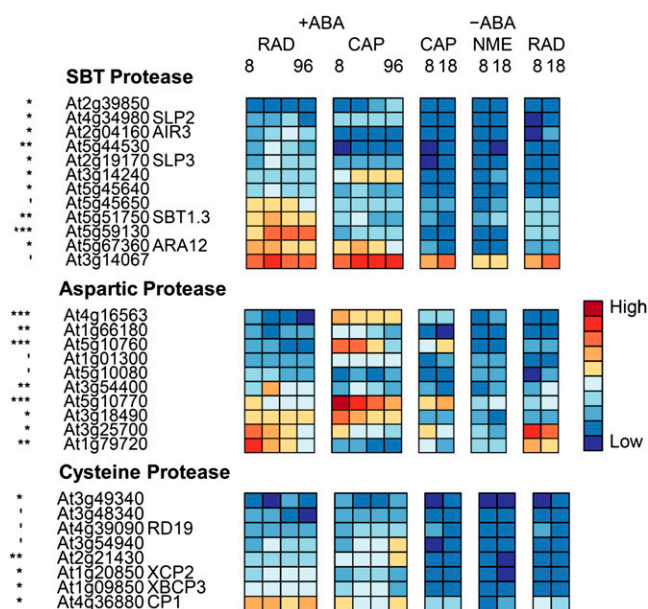 +ABA −ABA
RAD CAP CAP NME RAD
8 96 8 96 8 18 8 18 8 18
SBT Protease
* At2g39850
* At4g34980 SLP2
* At2g04160 AIR3
** At5g44530
* At2g19170 SLP3
* At3g14240
* At5g45640
' At5g45650
** At5g51750 SBT1.3
*** At5g59130
* At5g67360 ARA12
' At3g14067
Aspartic Protease
*** At4g16563
** At1g66180
*** At5g10760
' At1g01300
' At5g10080
** At3g54400
*** At5g10770
* At3g18490
* At3g25700
** At1g79720
High
Low
Cysteine Protease
* At3g49340
' At3g48340
' At4g39090 RD19
' At3g54940
** At2g21430
* At1g20850 XCP2
* At1g09850 XBCP3
* At4g36880 CP1